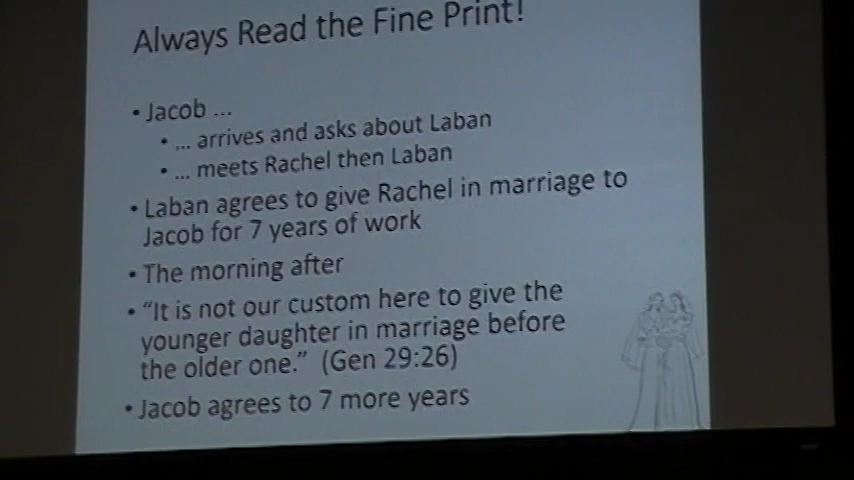 Always Read the Fine Print!
• Jacob ...
• ... arrives and asks about Laban
• ... meets Rachel then Laban
• Laban agrees to give Rachel in marriage to
Jacob for 7 years of work
• The morning after
• “It is not our custom here to give the
younger daughter in marriage before
the older one.” (Gen 29:26)
• Jacob agrees to 7 more years